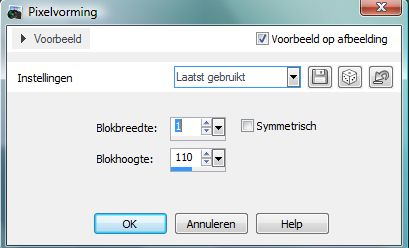 Pixelvorming
Voorbeeld
Voorbeeld op afbeelding
Instellingen
Laatst gebruikt
Blokbreedte:
1
Symmetrisch
Blokhoogte:
110
OK
Annuleren
Help